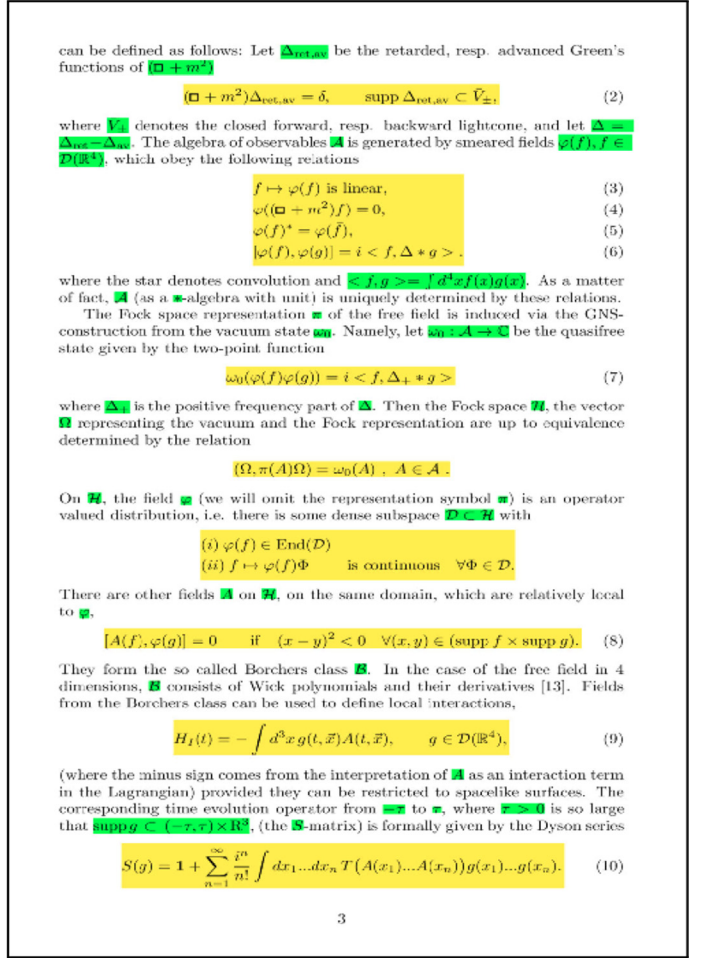 can be defined as follows: Let Δ_ret,av be the retarded, resp. advanced Green's
functions of (□ + m²)
(□ + m²)Δ_ret,av = δ, supp Δ_ret,av ⊂ V̄_±, (2)
where V̄_± denotes the closed forward, resp. backward lightcone, and let Δ =
Δ_ret−Δ_av. The algebra of observables 𝒜 is generated by smeared fields φ(f), f ∈
𝒟(ℝ⁴), which obey the following relations
f ↦ φ(f) is linear, (3)
φ((□ + m²)f) = 0, (4)
φ(f)* = φ(f̄), (5)
[φ(f), φ(g)] = i < f, Δ ∗ g > . (6)
where the star denotes convolution and < f, g >= ∫ d⁴xf(x)g(x). As a matter
of fact, 𝒜 (as a ∗-algebra with unit) is uniquely determined by these relations.
The Fock space representation π of the free field is induced via the GNS-
construction from the vacuum state ω₀. Namely, let ω₀ : 𝒜 → ℂ be the quasifree
state given by the two-point function
ω₀(φ(f)φ(g)) = i < f, Δ₊ ∗ g > (7)
where Δ₊ is the positive frequency part of Δ. Then the Fock space ℋ, the vector
Ω representing the vacuum and the Fock representation are up to equivalence
determined by the relation
(Ω, π(A)Ω) = ω₀(A) , A ∈ 𝒜 .
On ℋ, the field φ (we will omit the representation symbol π) is an operator
valued distribution, i.e. there is some dense subspace 𝒟 ⊂ ℋ with
(i) φ(f) ∈ End(𝒟)
(ii) f ↦ φ(f)Φ is continuous ∀Φ ∈ 𝒟.
There are other fields A on ℋ, on the same domain, which are relatively local
to φ,
[A(f), φ(g)] = 0 if (x − y)² < 0 ∀(x, y) ∈ (supp f × supp g). (8)
They form the so called Borchers class ℬ. In the case of the free field in 4
dimensions, ℬ consists of Wick polynomials and their derivatives [13]. Fields
from the Borchers class can be used to define local interactions,
H_I(t) = − ∫ d³x g(t, x⃗)A(t, x⃗), g ∈ 𝒟(ℝ⁴), (9)
(where the minus sign comes from the interpretation of A as an interaction term
in the Lagrangian) provided they can be restricted to spacelike surfaces. The
corresponding time evolution operator from −τ to τ, where τ > 0 is so large
that supp g ⊂ (−τ, τ)×ℝ³, (the S-matrix) is formally given by the Dyson series
S(g) = 1 + ∑_{n=1}^{∞} iⁿ/n! ∫ dx₁...dxₙ T(A(x₁)...A(xₙ))g(x₁)...g(xₙ). (10)
3